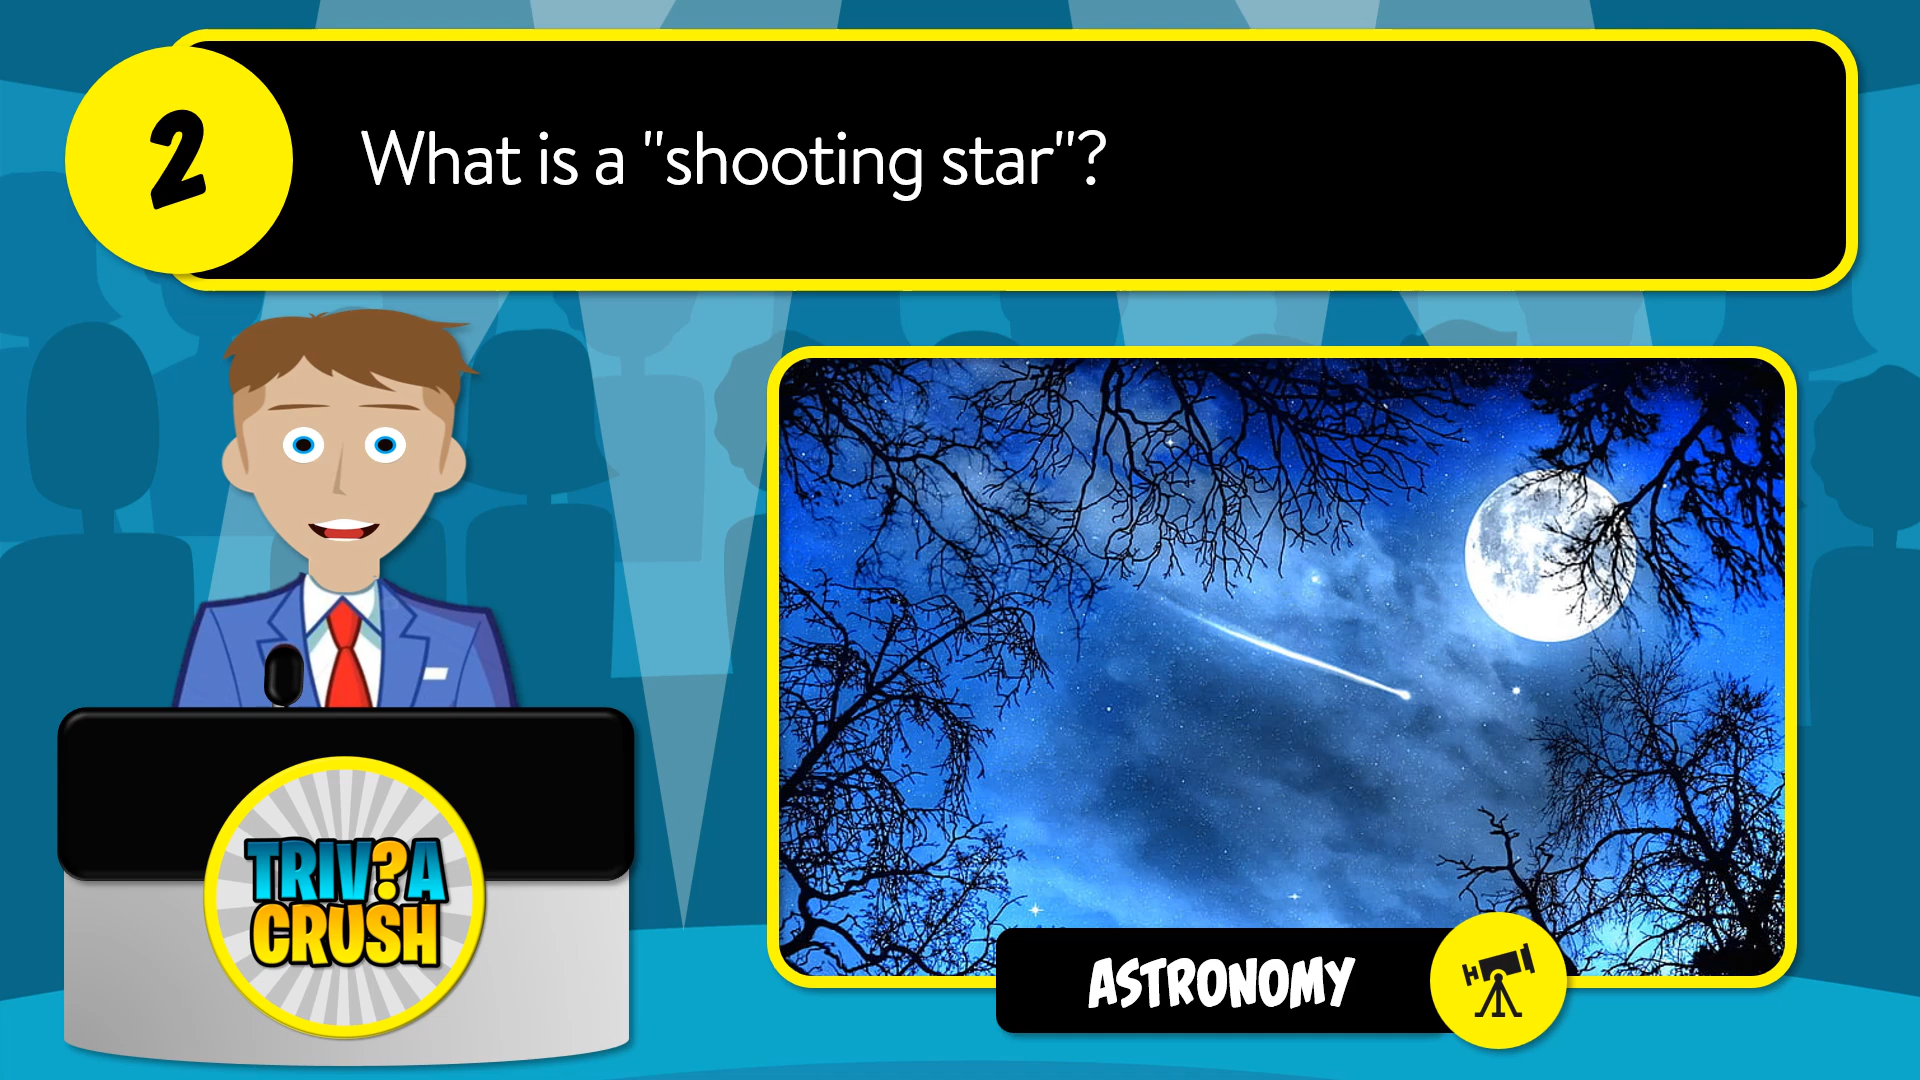 2
What is a "shooting star"?
TRIV?A
CRUSH
ASTRONOMY